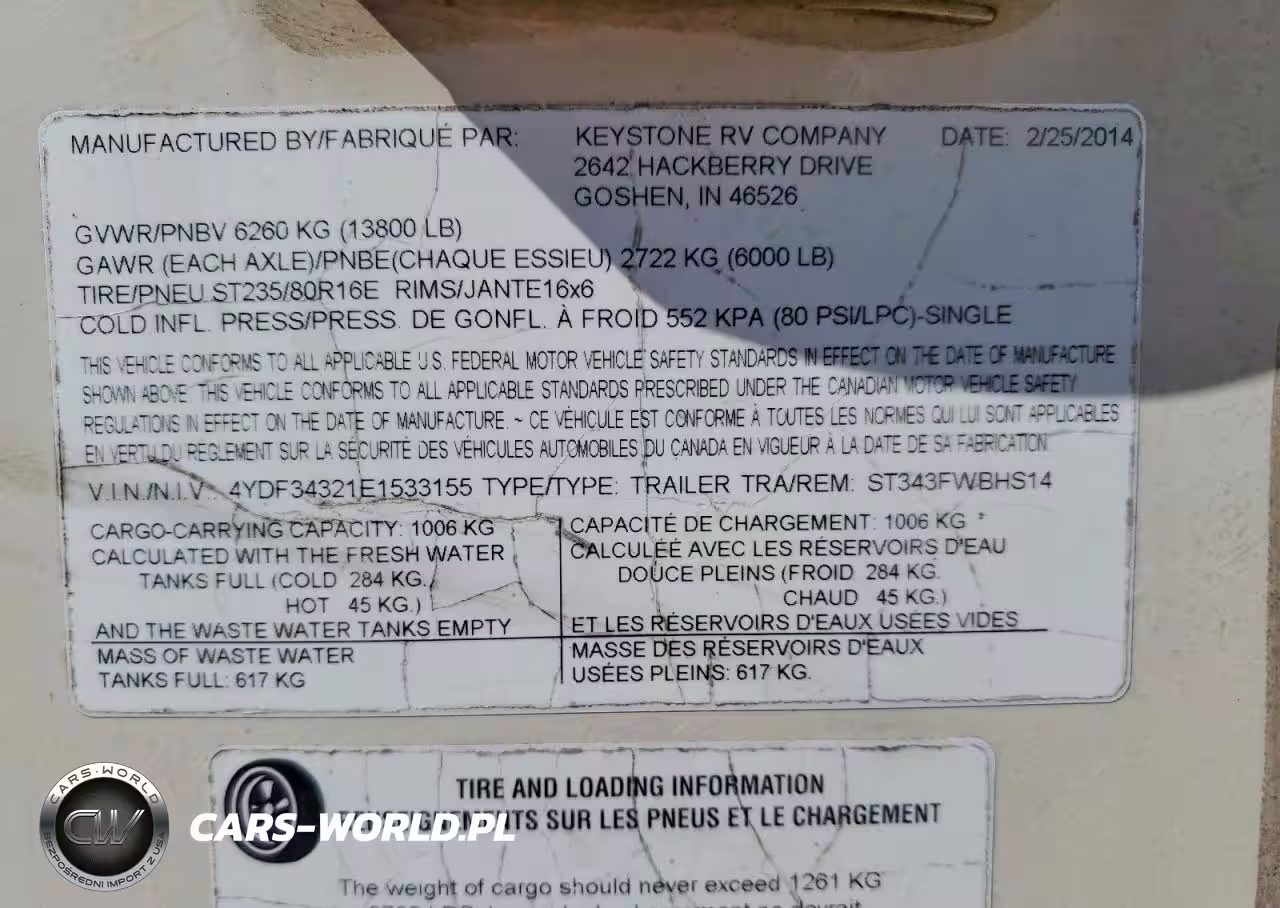 MANUFACTURED BY/FABRIQUÉ PAR: KEYSTONE RV COMPANY DATE: 2/25/2014
2642 HACKBERRY DRIVE
GOSHEN, IN 46526
GVWR/PNBV 6260 KG (13800 LB)
GAWR (EACH AXLE)/PNBE(CHAQUE ESSIEU) 2722 KG (6000 LB)
TIRE/PNEU ST235/80R16E RIMS/JANTE16x6
COLD INFL. PRESS/PRESS. DE GONFL. À FROID 552 KPA (80 PSI/LPC)-SINGLE
THIS VEHICLE CONFORMS TO ALL APPLICABLE U.S. FEDERAL MOTOR VEHICLE SAFETY STANDARDS IN EFFECT ON THE DATE OF MANUFACTURE
SHOWN ABOVE THIS VEHICLE CONFORMS TO ALL APPLICABLE STANDARDS PRESCRIBED UNDER THE CANADIAN MOTOR VEHICLE SAFETY
REGULATIONS IN EFFECT ON THE DATE OF MANUFACTURE. ~ CE VÉHICULE EST CONFORME À TOUTES LES NORMES QUI LUI SONT APPLICABLES
EN VERTU DU REGLEMENT SUR LA SÉCURITÉ DES VÉHICULES AUTOMOBILES DU CANADA EN VIGUEUR À LA DATE DE SA FABRICATION
V.I.N./N.I.V.: 4YDF34321E1533155 TYPE/TYPE: TRAILER TRA/REM: ST343FWBHS14
CARGO-CARRYING CAPACITY: 1006 KG
CALCULATED WITH THE FRESH WATER
TANKS FULL (COLD 284 KG.
HOT 45 KG.)
AND THE WASTE WATER TANKS EMPTY
MASS OF WASTE WATER
TANKS FULL: 617 KG
CAPACITÉ DE CHARGEMENT: 1006 KG
CALCULÉE AVEC LES RÉSERVOIRS D'EAU
DOUCE PLEINS (FROID 284 KG.
CHAUD 45 KG.)
ET LES RÉSERVOIRS D'EAUX USÉES VIDES
MASSE DES RÉSERVOIRS D'EAUX
USÉES PLEINS: 617 KG.
TIRE AND LOADING INFORMATION
SUR LES PNEUS ET LE CHARGEMENT
The weight of cargo should never exceed 1261 KG
CARS-WORLD
CW
BEZPOŚREDNI IMPORT Z USA
CARS-WORLD.PL